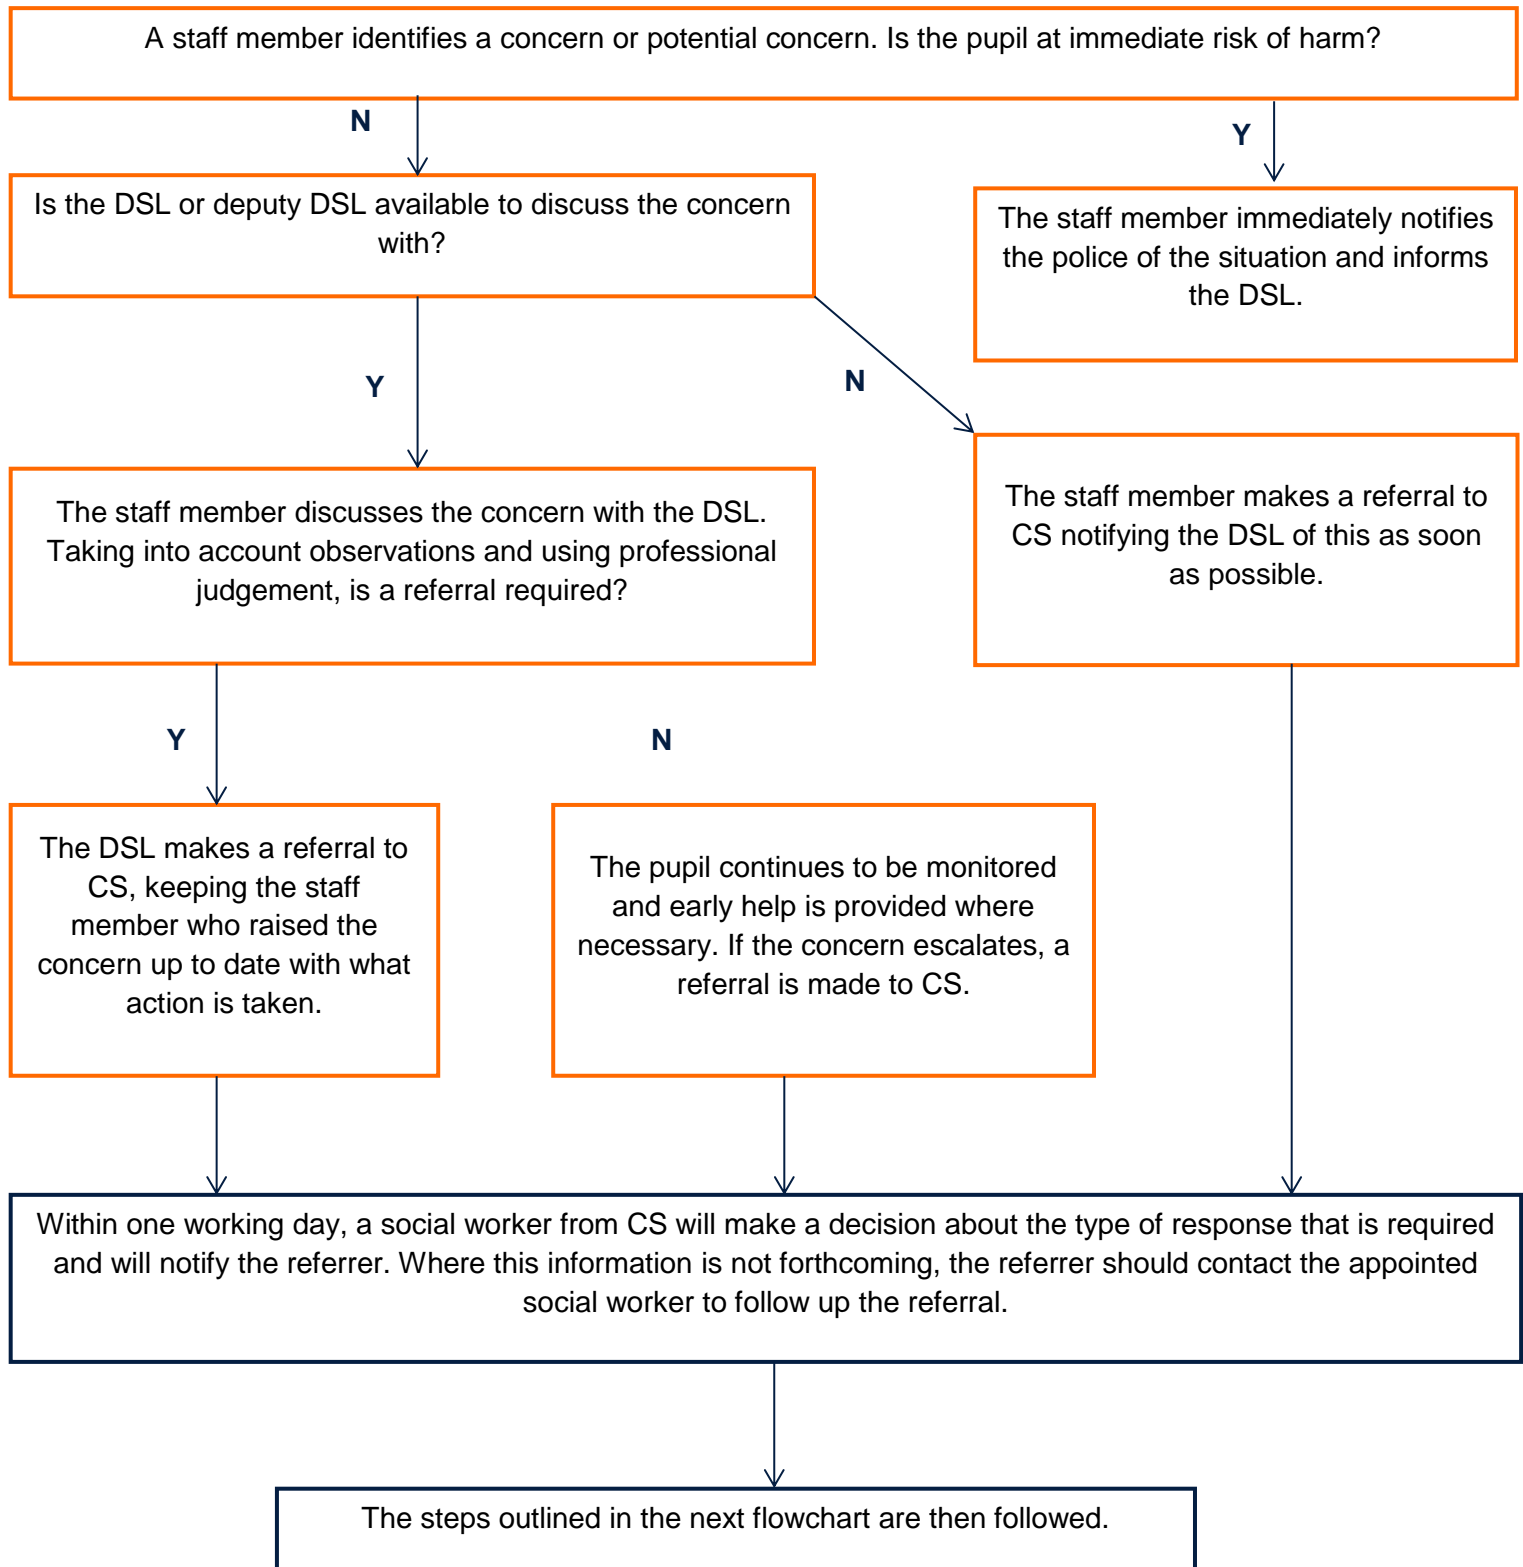 A staff member identifies a concern or potential concern. Is the pupil at immediate risk of harm?
N
Y
Is the DSL or deputy DSL available to discuss the concern
with?
The staff member immediately notifies
the police of the situation and informs
the DSL.
Y
N
The staff member discusses the concern with the DSL.
Taking into account observations and using professional
judgement, is a referral required?
The staff member makes a referral to
CS notifying the DSL of this as soon
as possible.
Y
N
The DSL makes a referral to
CS, keeping the staff
member who raised the
concern up to date with what
action is taken.
The pupil continues to be monitored
and early help is provided where
necessary. If the concern escalates, a
referral is made to CS.
Within one working day, a social worker from CS will make a decision about the type of response that is required
and will notify the referrer. Where this information is not forthcoming, the referrer should contact the appointed
social worker to follow up the referral.
The steps outlined in the next flowchart are then followed.